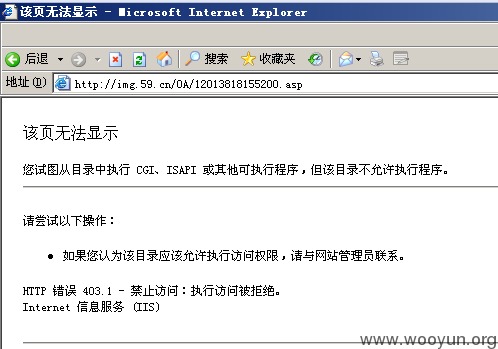 该页无法显示 - Microsoft Internet Explorer
后退 搜索 收藏夹
地址(D) http://img.59.cn/0A/12013818155200.asp
该页无法显示
您试图从目录中执行 CGI、ISAPI 或其他可执行程序，但该目录不允许执行程序。
请尝试以下操作：
• 如果您认为该目录应该允许执行访问权限，请与网站管理员联系。
HTTP 错误 403.1 - 禁止访问：执行访问被拒绝。
Internet 信息服务 (IIS)
www.wooyun.org